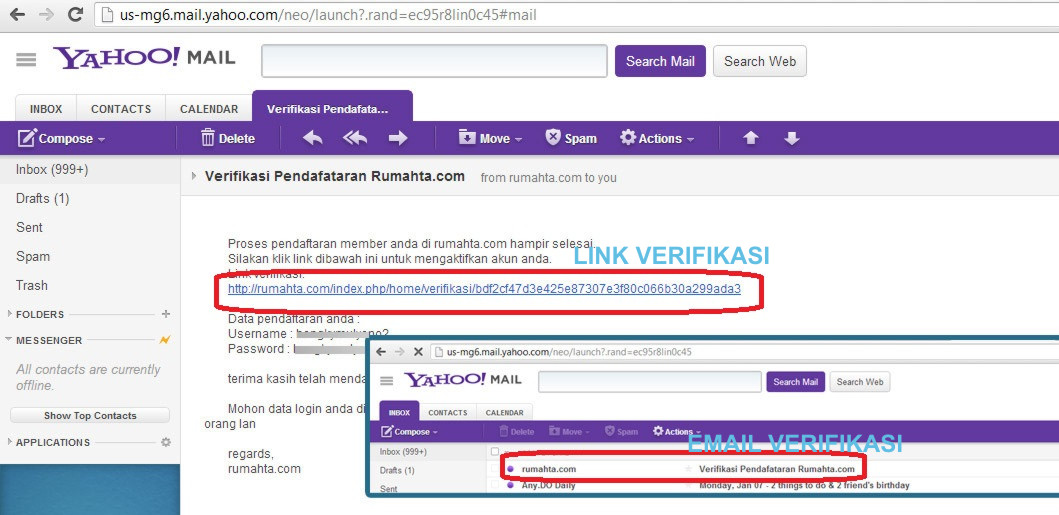 us-mg6.mail.yahoo.com/neo/launch?.rand=ec95r8lin0c45#mail
YAHOO! MAIL
Search Mail
Search Web
INBOX CONTACTS CALENDAR Verifikasi Pendafata...
Compose Delete Move Spam Actions
Inbox (999+)
Drafts (1)
Sent
Spam
Trash
FOLDERS
MESSENGER
All contacts are currently
offline.
Show Top Contacts
APPLICATIONS
Verifikasi Pendafataran Rumahta.com from rumahta.com to you
Proses pendaftaran member anda di rumahta.com hampir selesai.
Silakan klik link dibawah ini untuk mengaktifkan akun anda.
LINK VERIFIKASI
Link verifikasi:
http://rumahta.com/index.php/home/verifikasi/bdf2cf47d3e425e87307e3f80c066b30a299ada3
Data pendaftaran anda :
Username :
Password :
terima kasih telah menda
Mohon data login anda di
orang lan
regards,
rumahta.com
us-mg6.mail.yahoo.com/neo/launch?.rand=ec95r8lin0c45
YAHOO! MAIL
Search Mail
Search Web
INBOX CONTACTS CALENDAR
Compose Delete Move Spam Actions
EMAIL VERIFIKASI
Inbox (999+)
Drafts (1)
Sent
rumahta.com Verifikasi Pendafataran Rumahta.com
Any.DO Daily Monday, Jan 07 - 2 things to do & 2 friend's birthday